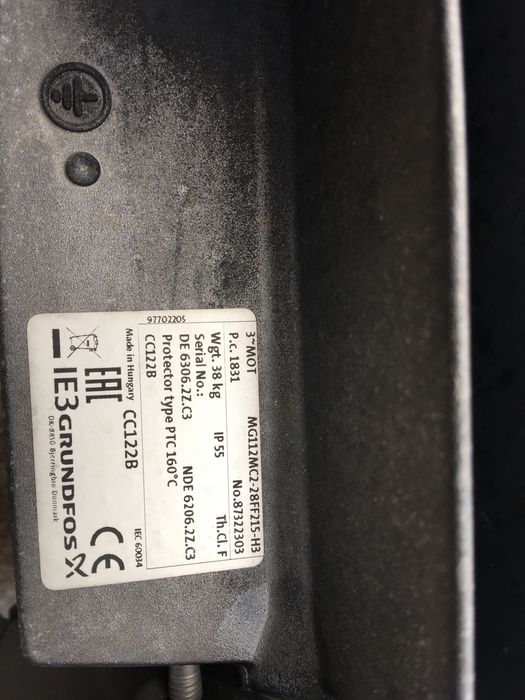 3~MOT MG112MC2-28FF215-H3
P.c. 1831 No.87322303
Wgt. 38 kg IP 55 Th.Cl. F
Serial No.:
DE 6306.2Z.C3 NDE 6206.2Z.C3
Protector type PTC 160°C
CC122B
97702205
Made in Hungary CC122B IEC 60034
EAC CE
IE3 GRUNDFOS X
DK-8850 Bjerringbro Denmark